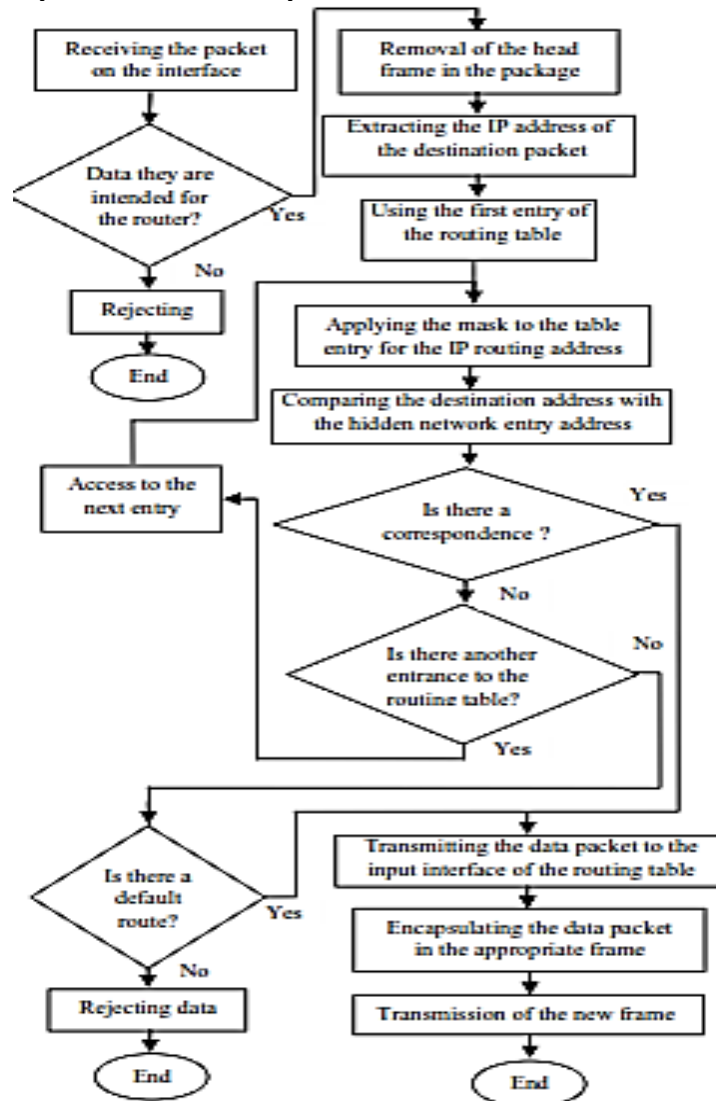 Receiving the packet
on the interface
Data they are
intended for
the router?
Yes
No
Rejecting
End
Removal of the head
frame in the package
Extracting the IP address of
the destination packet
Using the first entry of
the routing table
Applying the mask to the table
entry for the IP routing address
Comparing the destination address with
the hidden network entry address
Access to the
next entry
Is there a
correspondence ?
Yes
No
Is there another
entrance to the
routing table?
No
Yes
Is there a
default
route?
Yes
No
Rejecting data
End
Transmitting the data packet to the
input interface of the routing table
Encapsulating the data packet
in the appropriate frame
Transmission of the new frame
End